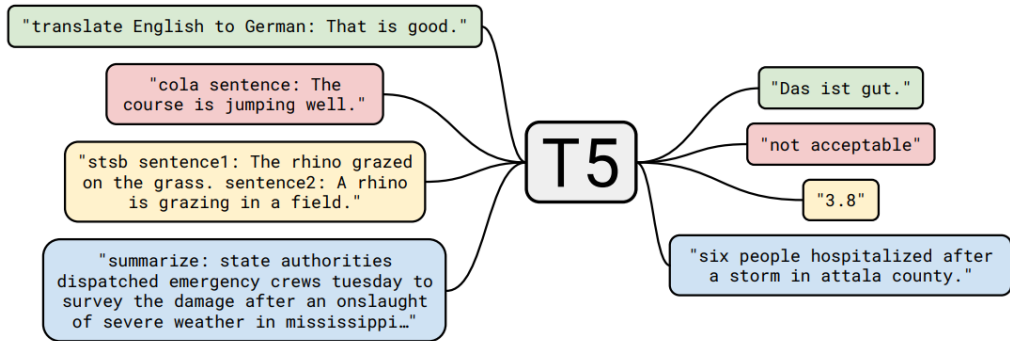 "translate English to German: That is good."
"cola sentence: The
course is jumping well."
"stsb sentence1: The rhino grazed
on the grass. sentence2: A rhino
is grazing in a field."
"summarize: state authorities
dispatched emergency crews tuesday to
survey the damage after an onslaught
of severe weather in mississippi…"
T5
"Das ist gut."
"not acceptable"
"3.8"
"six people hospitalized after
a storm in attala county."